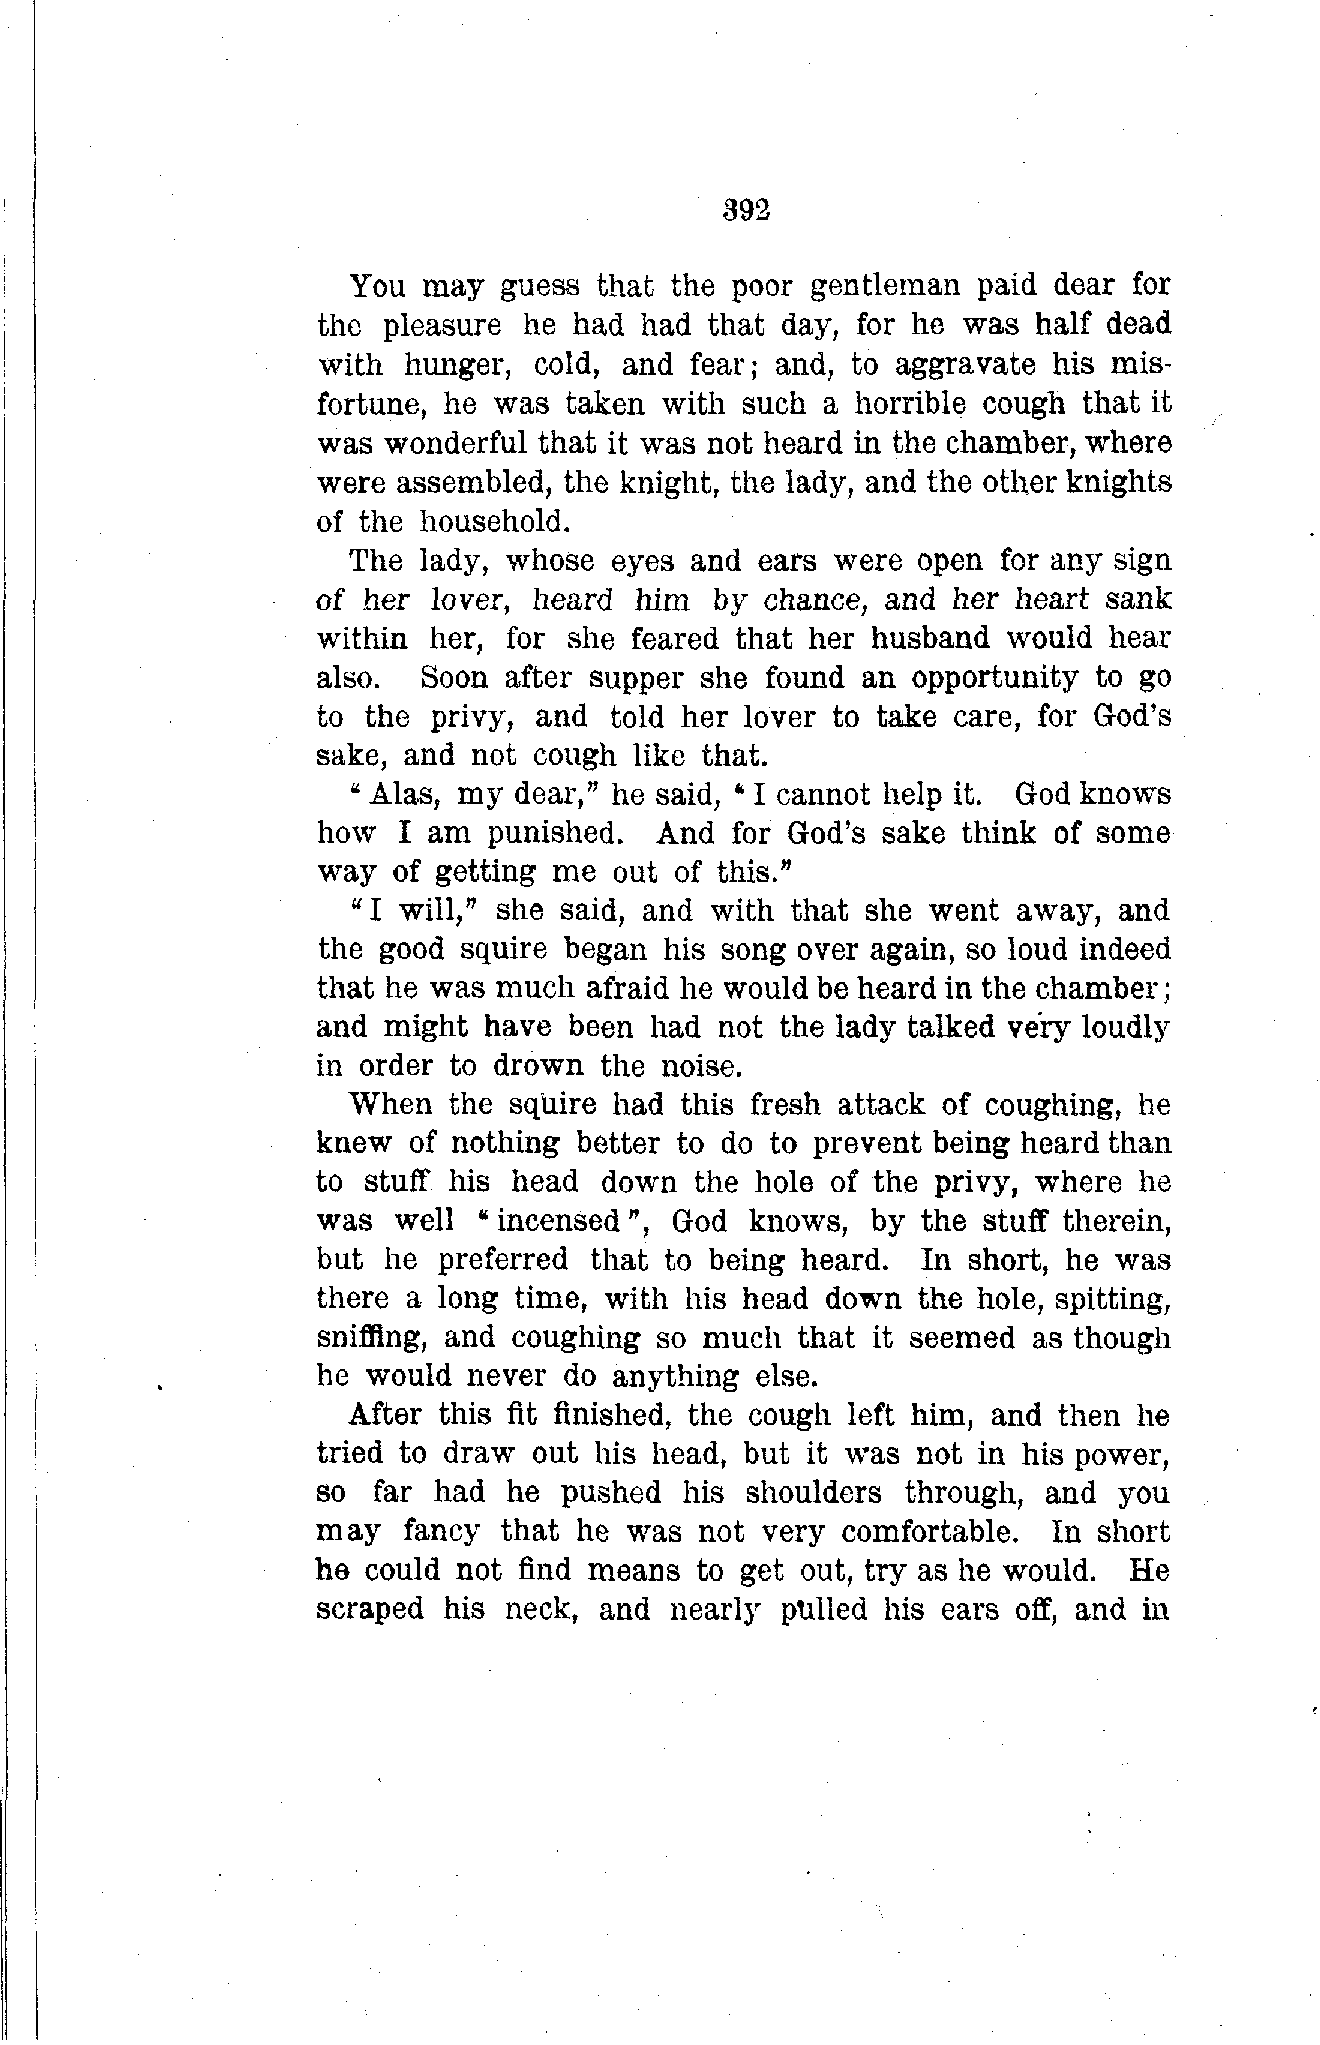 392
You may guess that the poor gentleman paid dear for
the pleasure he had had that day, for he was half dead
with hunger, cold, and fear; and, to aggravate his mis-
fortune, he was taken with such a horrible cough that it
was wonderful that it was not heard in the chamber, where
were assembled, the knight, the lady, and the other knights
of the household.
The lady, whose eyes and ears were open for any sign
of her lover, heard him by chance, and her heart sank
within her, for she feared that her husband would hear
also. Soon after supper she found an opportunity to go
to the privy, and told her lover to take care, for God's
sake, and not cough like that.
“Alas, my dear,” he said, “I cannot help it. God knows
how I am punished. And for God's sake think of some
way of getting me out of this.”
“I will,” she said, and with that she went away, and
the good squire began his song over again, so loud indeed
that he was much afraid he would be heard in the chamber;
and might have been had not the lady talked very loudly
in order to drown the noise.
When the squire had this fresh attack of coughing, he
knew of nothing better to do to prevent being heard than
to stuff his head down the hole of the privy, where he
was well “incensed”, God knows, by the stuff therein,
but he preferred that to being heard. In short, he was
there a long time, with his head down the hole, spitting,
sniffing, and coughing so much that it seemed as though
he would never do anything else.
After this fit finished, the cough left him, and then he
tried to draw out his head, but it was not in his power,
so far had he pushed his shoulders through, and you
may fancy that he was not very comfortable. In short
he could not find means to get out, try as he would. He
scraped his neck, and nearly pulled his ears off, and in